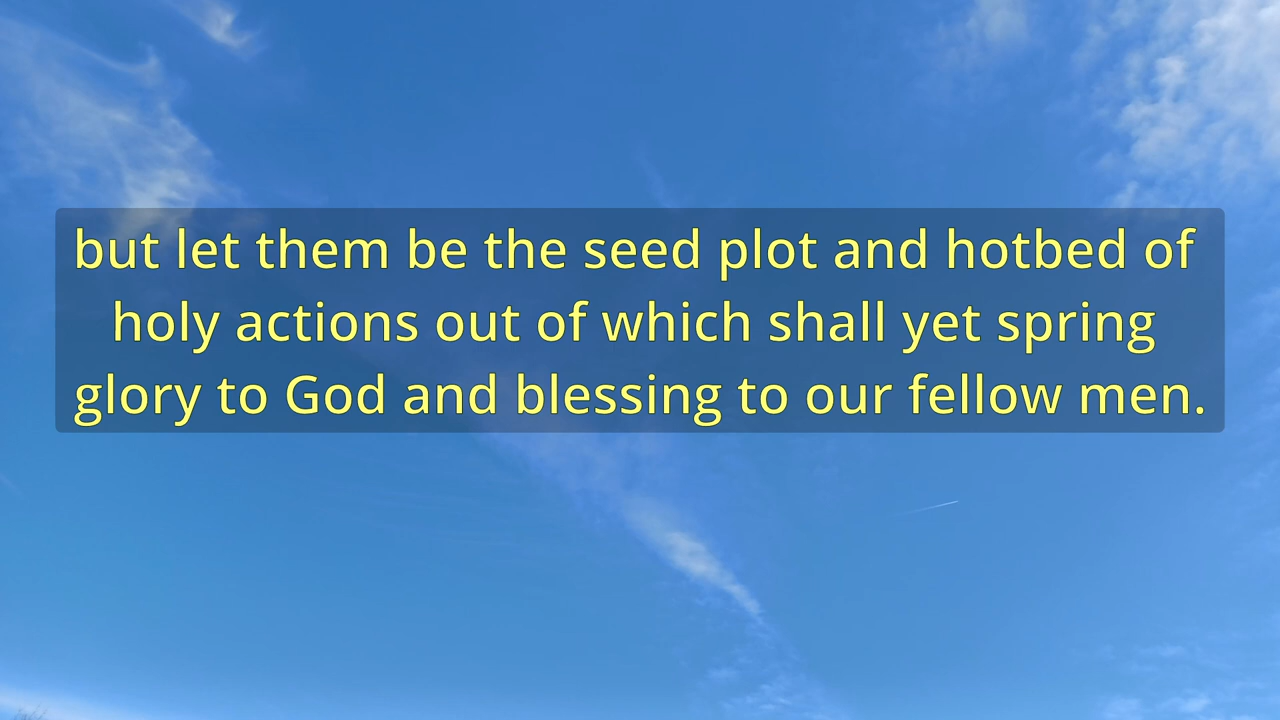 but let them be the seed plot and hotbed of
holy actions out of which shall yet spring
glory to God and blessing to our fellow men.